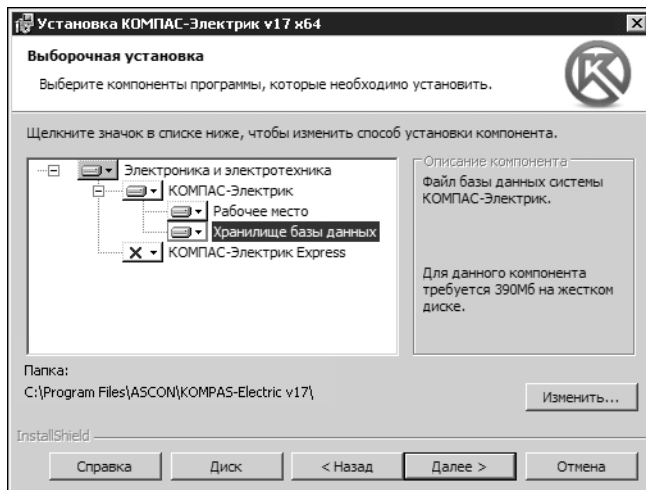 Установка КОМПАС-Электрик v17 x64
Выборочная установка
Выберите компоненты программы, которые необходимо установить.
Щелкните значок в списке ниже, чтобы изменить способ установки компонента.
Электроника и электротехника
КОМПАС-Электрик
Рабочее место
Хранилище базы данных
КОМПАС-Электрик Express
Описание компонента
Файл базы данных системы
КОМПАС-Электрик.
Для данного компонента
требуется 390Мб на жестком
диске.
Папка:
C:\Program Files\ASCON\KOMPAS-Electric v17\
Изменить...
InstallShield
Справка
Диск
< Назад
Далее >
Отмена